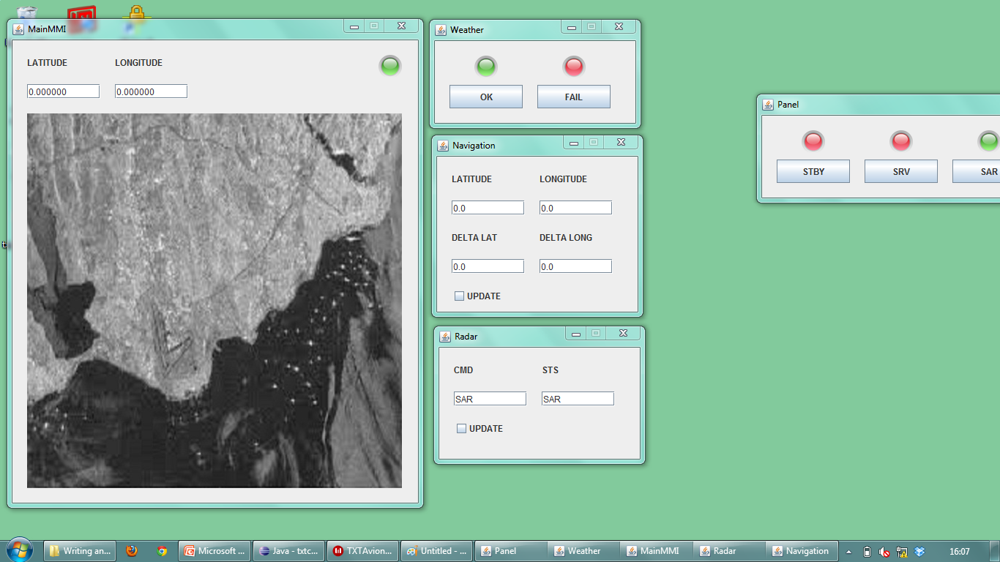 MainMMI
LATITUDE LONGITUDE
0.000000 0.000000
Weather
OK FAIL
Navigation
LATITUDE LONGITUDE
0.0 0.0
DELTA LAT DELTA LONG
0.0 0.0
UPDATE
Radar
CMD STS
SAR SAR
UPDATE
Panel
STBY SRV SAR
Writing an... Microsoft ... Java - txtc... TXTAvion... Untitled - ... Panel Weather MainMMI Radar Navigation 16:07